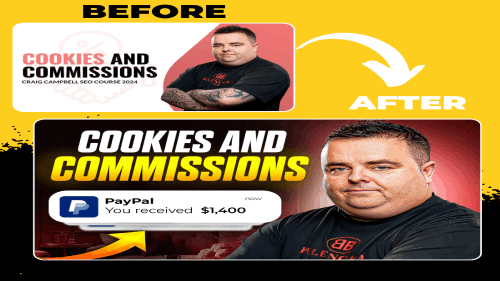 BEFORE
COOKIES AND
COMMISSIONS
CRAIG CAMPBELL SEO COURSE 2024
AFTER
COOKIES AND
COMMISSIONS
PayPal
now
You received $1,400